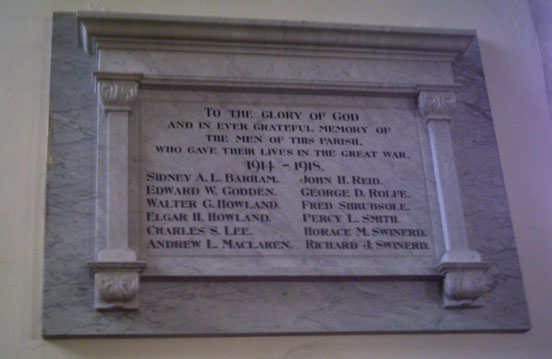 TO THE GLORY OF GOD
AND IN EVER GRATEFUL MEMORY OF
THE MEN OF THIS PARISH,
WHO GAVE THEIR LIVES IN THE GREAT WAR.
1914 - 1918.
SIDNEY A. L. BARHAM. JOHN H. REID.
EDWARD W. GODDEN. GEORGE D. ROLFE.
WALTER G. HOWLAND. FRED SHRUBSOLE.
ELGAR H. HOWLAND. PERCY L. SMITH.
CHARLES S. LEE. HORACE M. SWINERD.
ANDREW L. MACLAREN. RICHARD J. SWINERD.